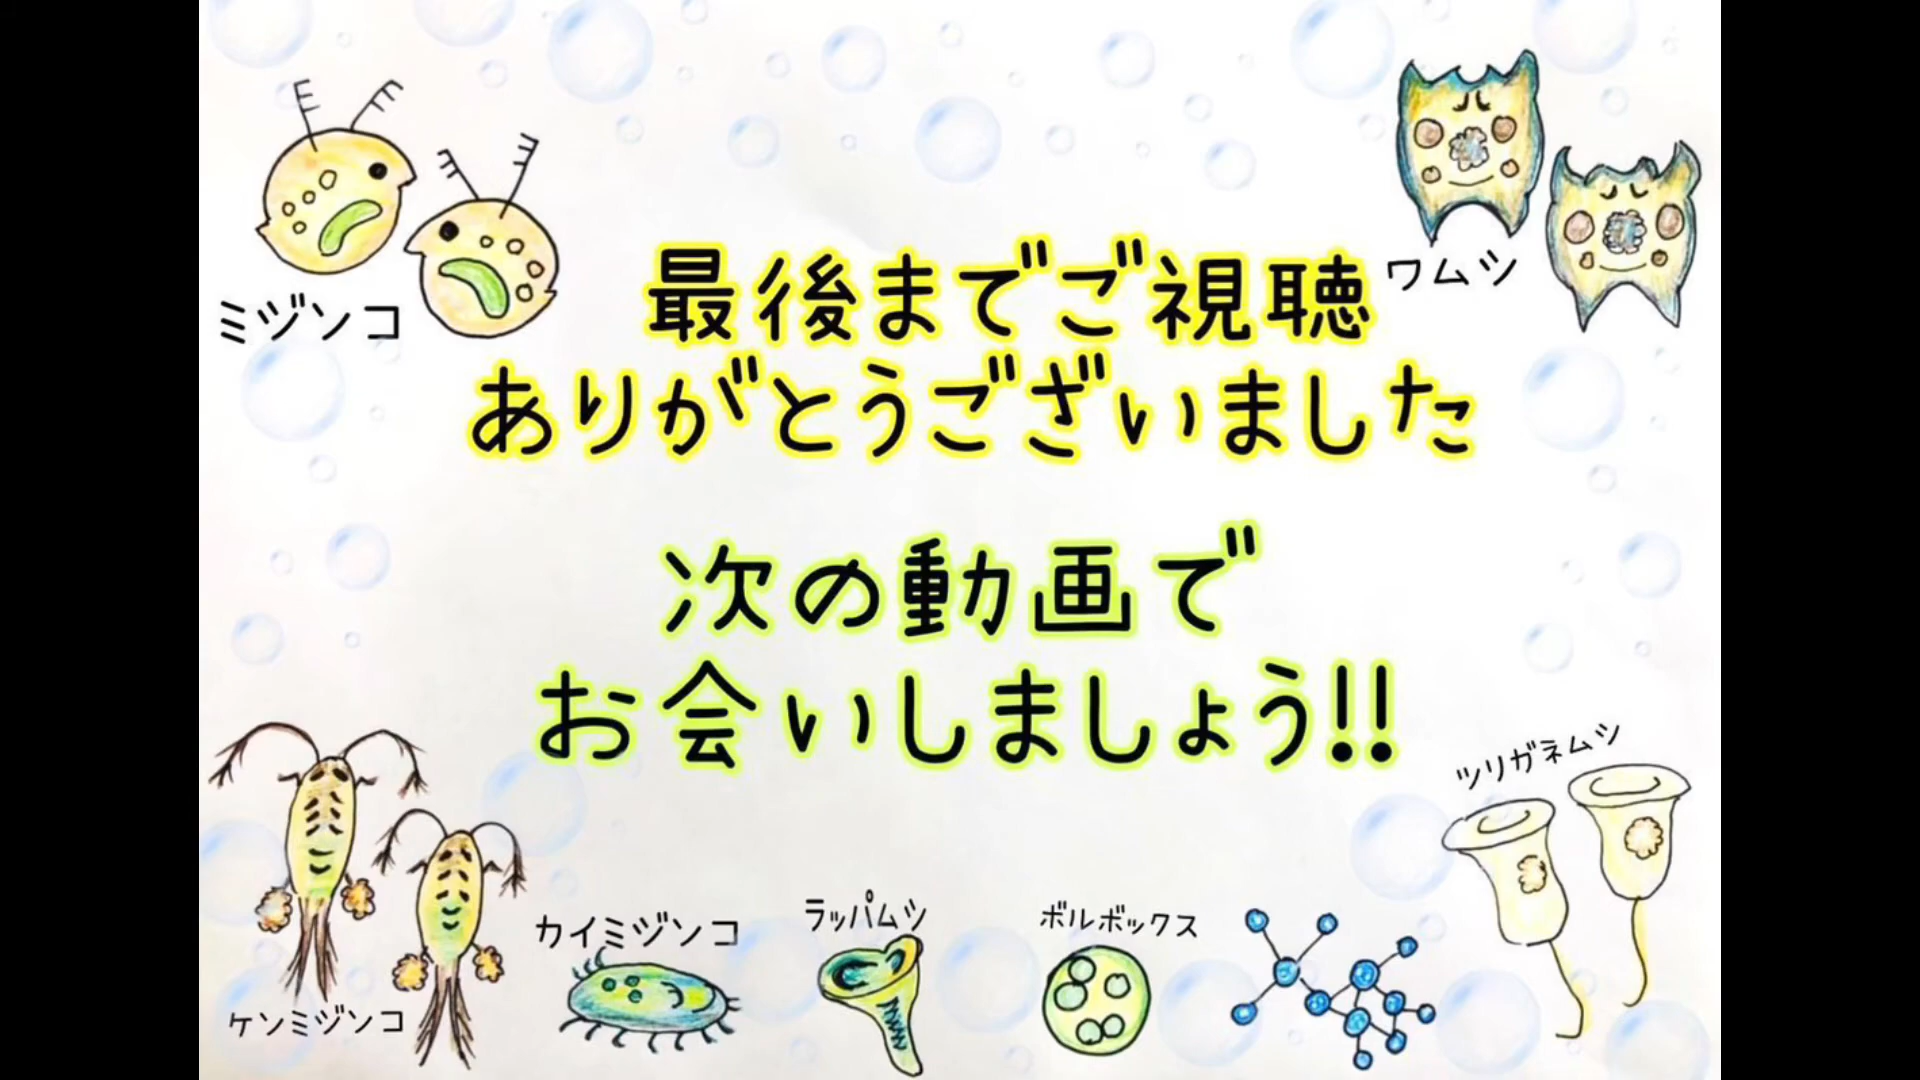 ミジンコ
ワムシ
最後までご視聴
ありがとうございました
次の動画で
お会いしましょう!!
ツリガネムシ
ケンミジンコ
カイミジンコ
ラッパムシ
ボルボックス